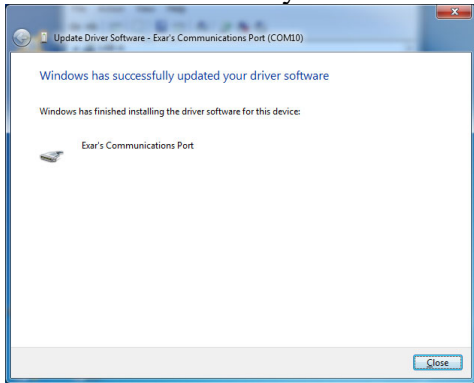 Update Driver Software - Exar's Communications Port (COM10)
Windows has successfully updated your driver software
Windows has finished installing the driver software for this device:
Exar's Communications Port
Close